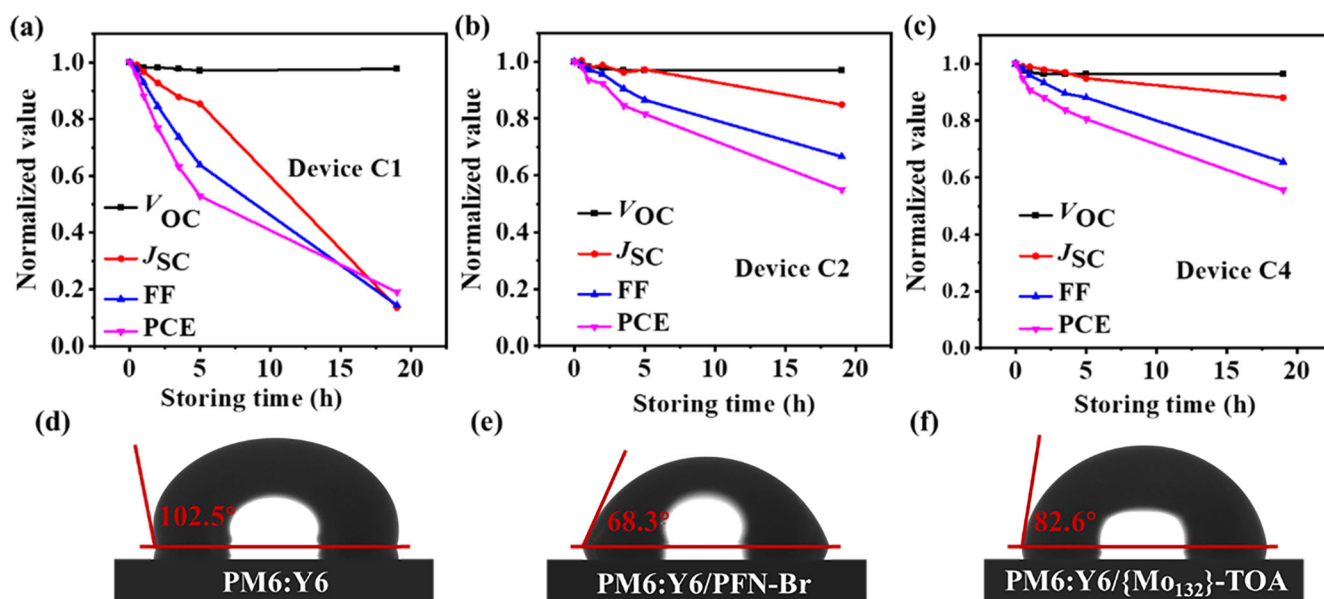 (a)
Normalized value
1.0
0.8
0.6
0.4
0.2
0.0
Device C1
VOC
JSC
FF
PCE
0 5 10 15 20
Storing time (h)
(b)
Normalized value
1.0
0.8
0.6
0.4
0.2
0.0
Device C2
VOC
JSC
FF
PCE
0 5 10 15 20
Storing time (h)
(c)
Normalized value
1.0
0.8
0.6
0.4
0.2
0.0
Device C4
VOC
JSC
FF
PCE
0 5 10 15 20
Storing time (h)
(d)
102.5°
PM6:Y6
(e)
68.3°
PM6:Y6/PFN-Br
(f)
82.6°
PM6:Y6/{Mo₁₃₂}-TOA